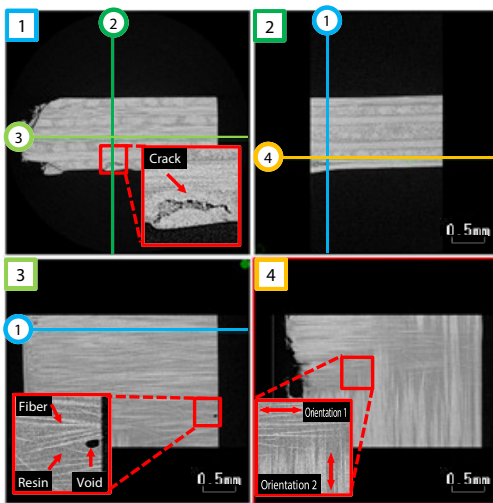 1
2
3
Crack
2
1
4
0.5mm
3
1
Fiber
Resin
Void
0.5mm
4
Orientation 1
Orientation 2
0.5mm